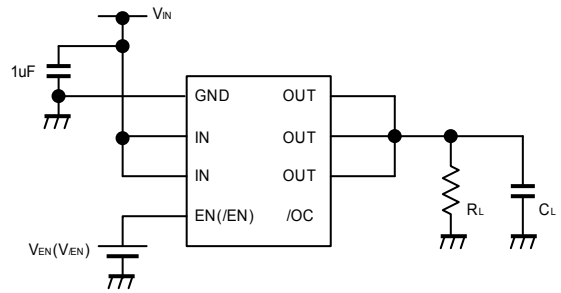 VIN
1uF
GND OUT
IN OUT
IN OUT
EN(/EN) /OC
RL CL
VEN(V/EN)